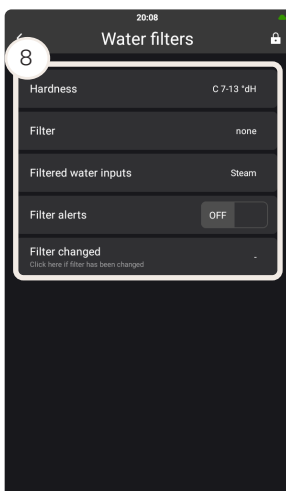 20:08
Water filters
8
Hardness C 7-13 °dH
Filter none
Filtered water inputs Steam
Filter alerts OFF
Filter changed -
Click here if filter has been changed